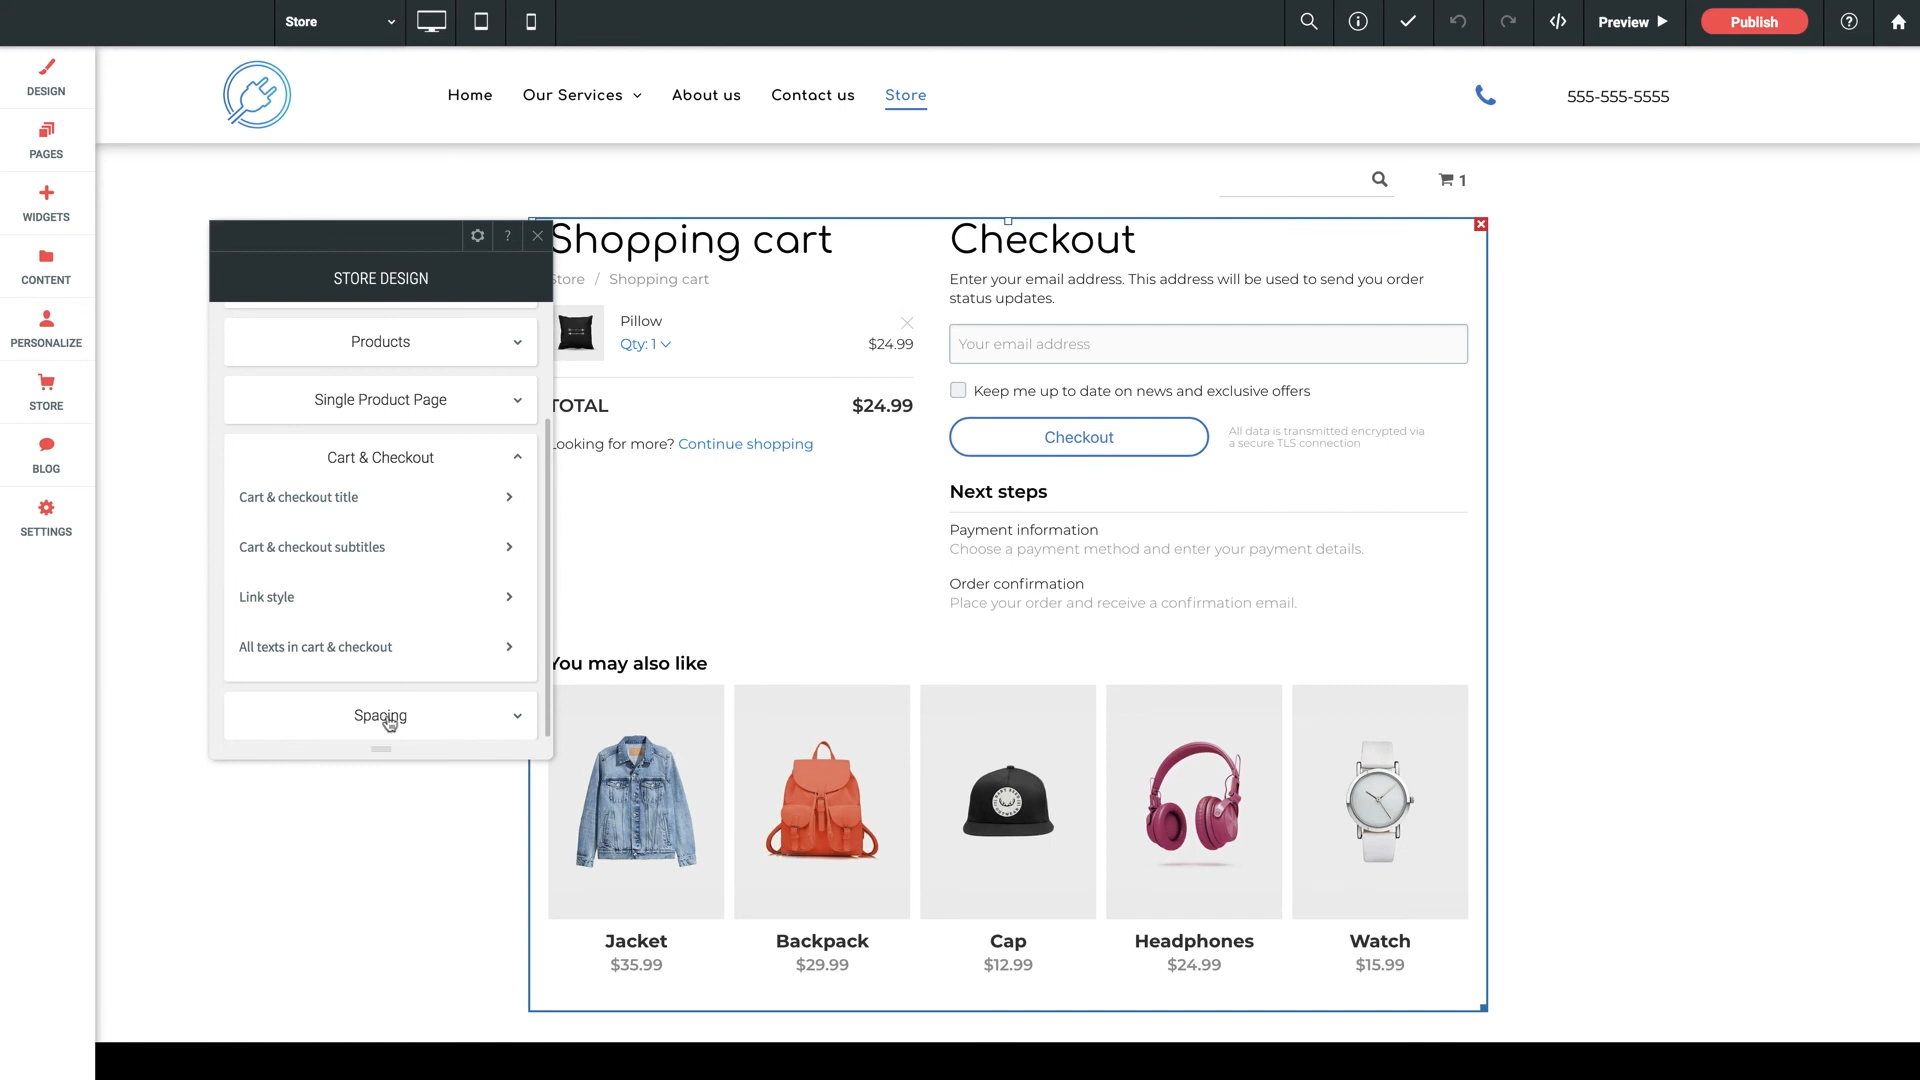 Store
Preview
Publish
DESIGN
PAGES
WIDGETS
CONTENT
PERSONALIZE
STORE
BLOG
SETTINGS
Home
Our Services
About us
Contact us
Store
555-555-5555
1
?
STORE DESIGN
Products
Single Product Page
Cart & Checkout
Cart & checkout title
Cart & checkout subtitles
Link style
All texts in cart & checkout
Spacing
Shopping cart
Store / Shopping cart
Pillow
Qty: 1
$24.99
TOTAL
$24.99
Looking for more? Continue shopping
Checkout
Enter your email address. This address will be used to send you order
status updates.
Your email address
Keep me up to date on news and exclusive offers
Checkout
All data is transmitted encrypted via
a secure TLS connection
Next steps
Payment information
Choose a payment method and enter your payment details.
Order confirmation
Place your order and receive a confirmation email.
You may also like
Jacket
$35.99
Backpack
$29.99
Cap
$12.99
Headphones
$24.99
Watch
$15.99